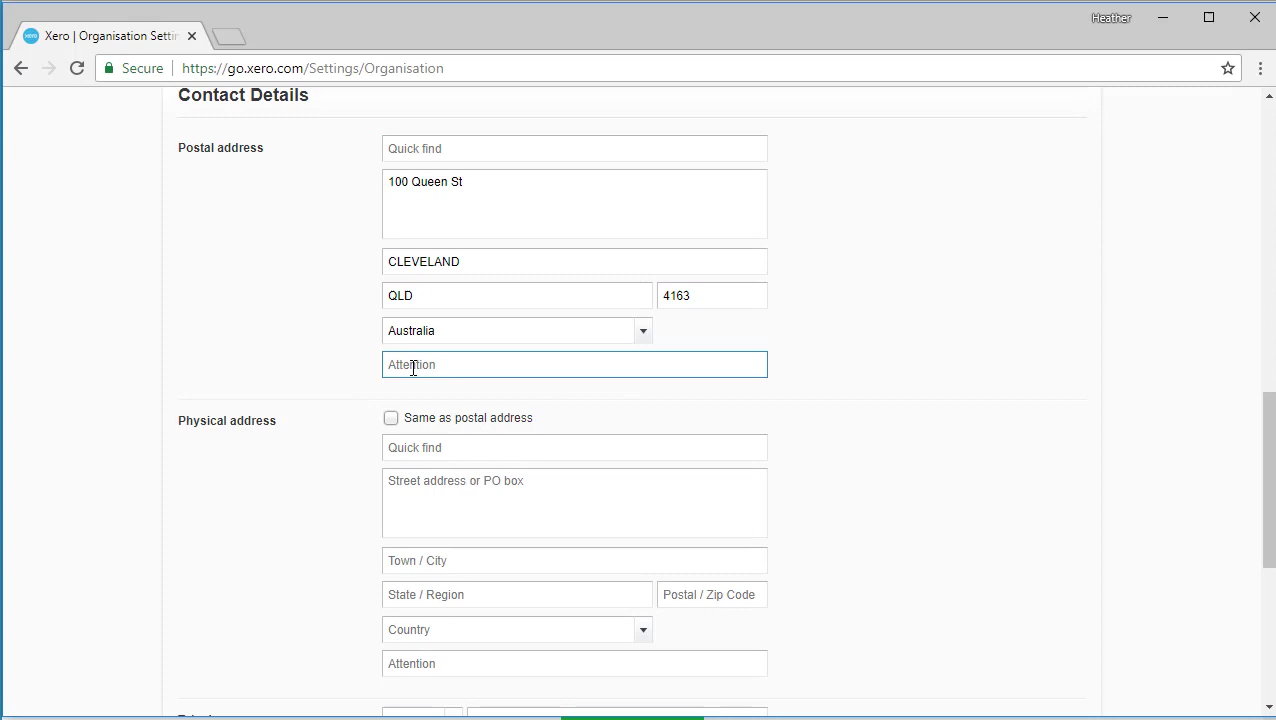 Heather
Xero | Organisation Settin
Secure
https://go.xero.com/Settings/Organisation
Contact Details
Postal address
Quick find
100 Queen St
CLEVELAND
QLD
4163
Australia
Attention
Physical address
Same as postal address
Quick find
Street address or PO box
Town / City
State / Region
Postal / Zip Code
Country
Attention